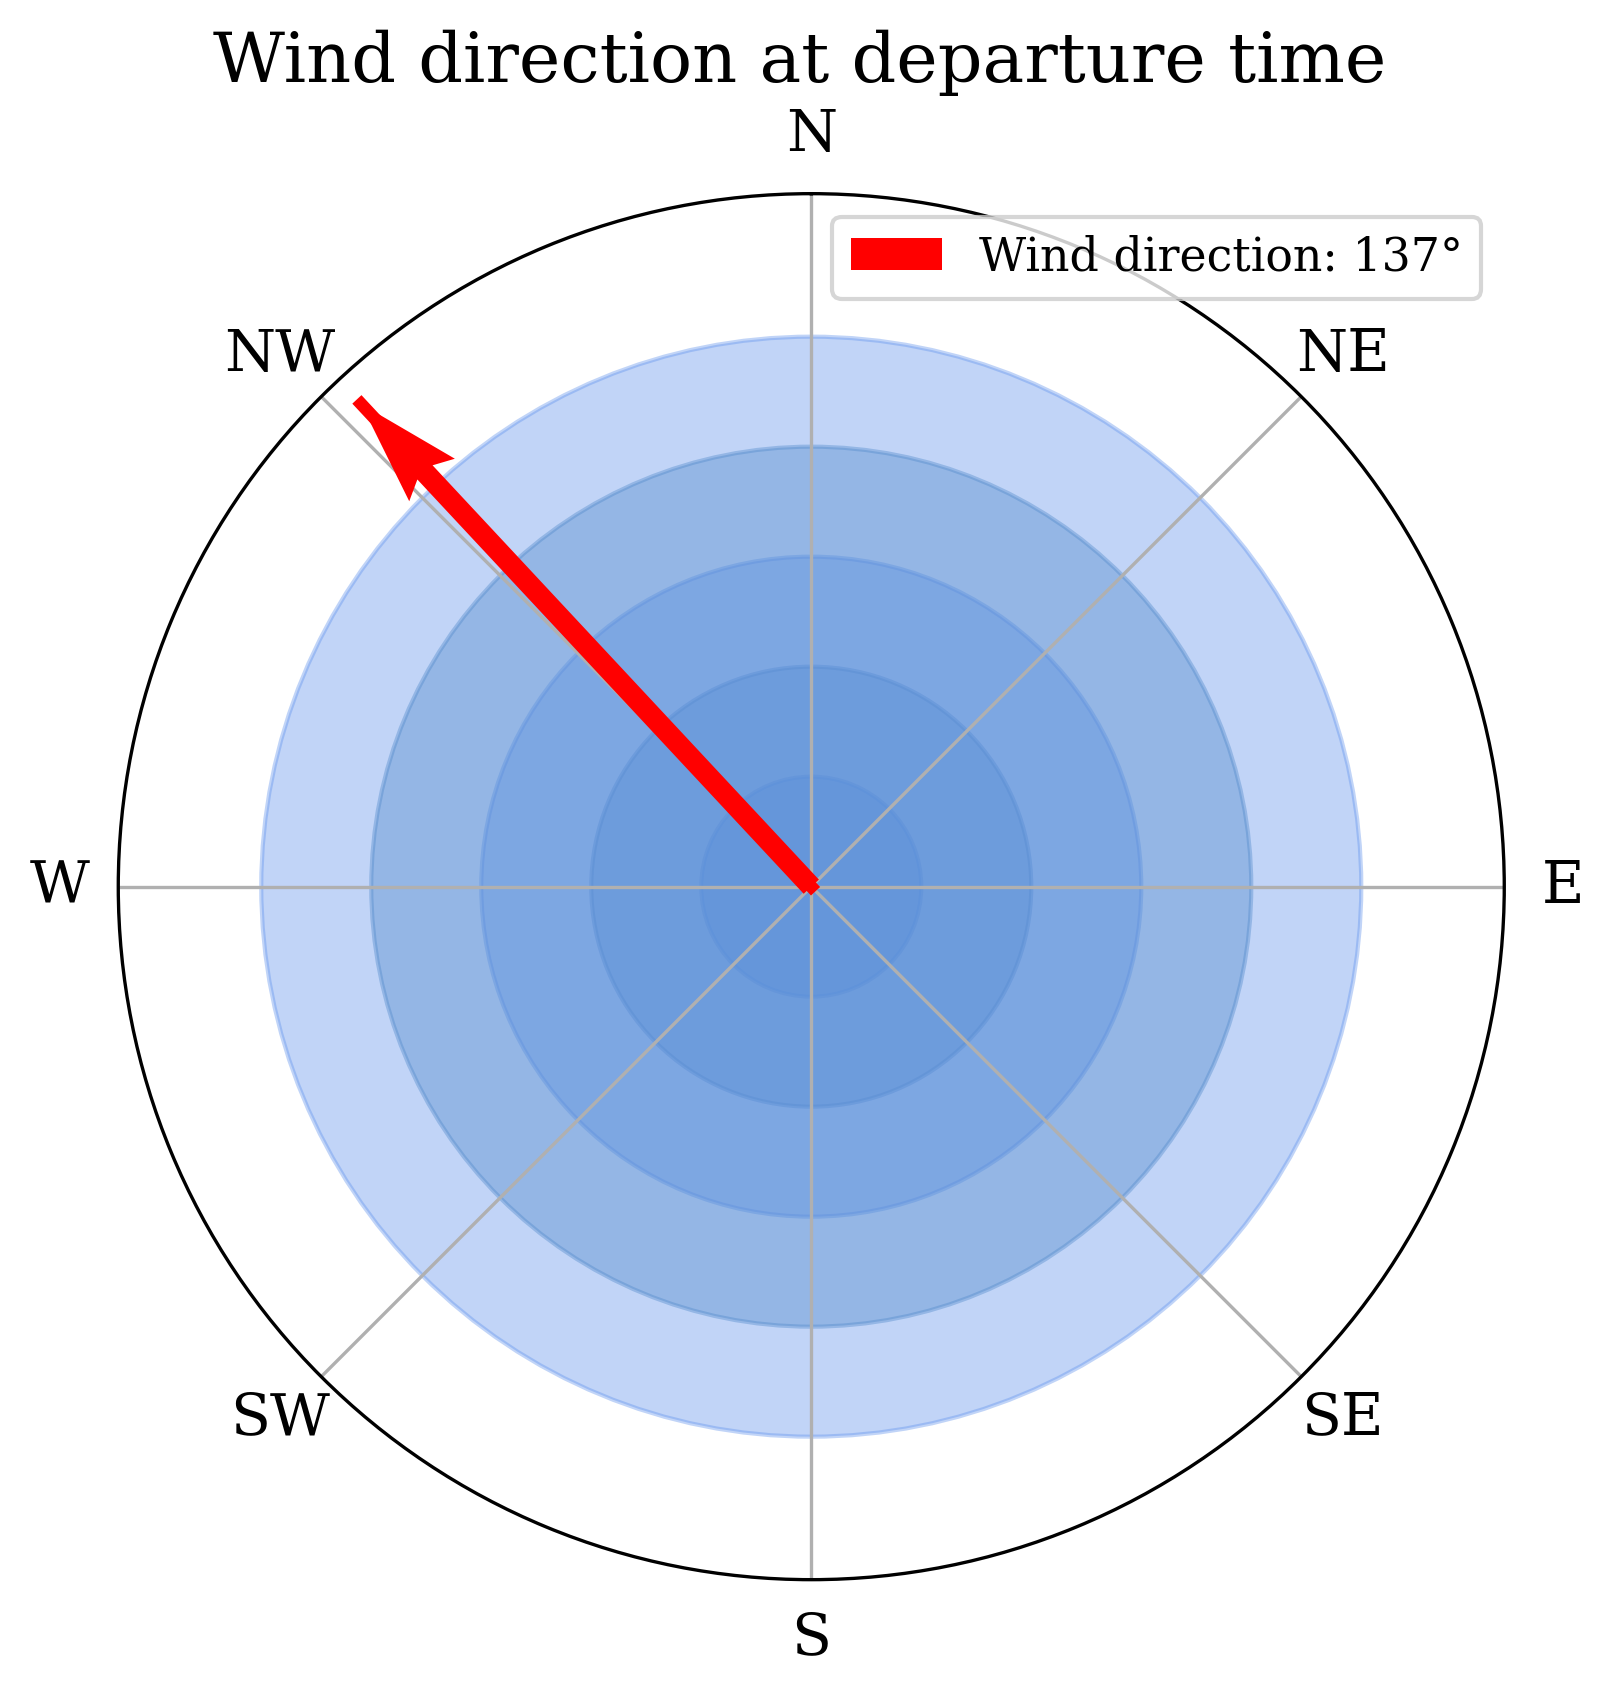 Wind direction at departure time
N
Wind direction: 137°
NW
NE
W
E
SW
SE
S